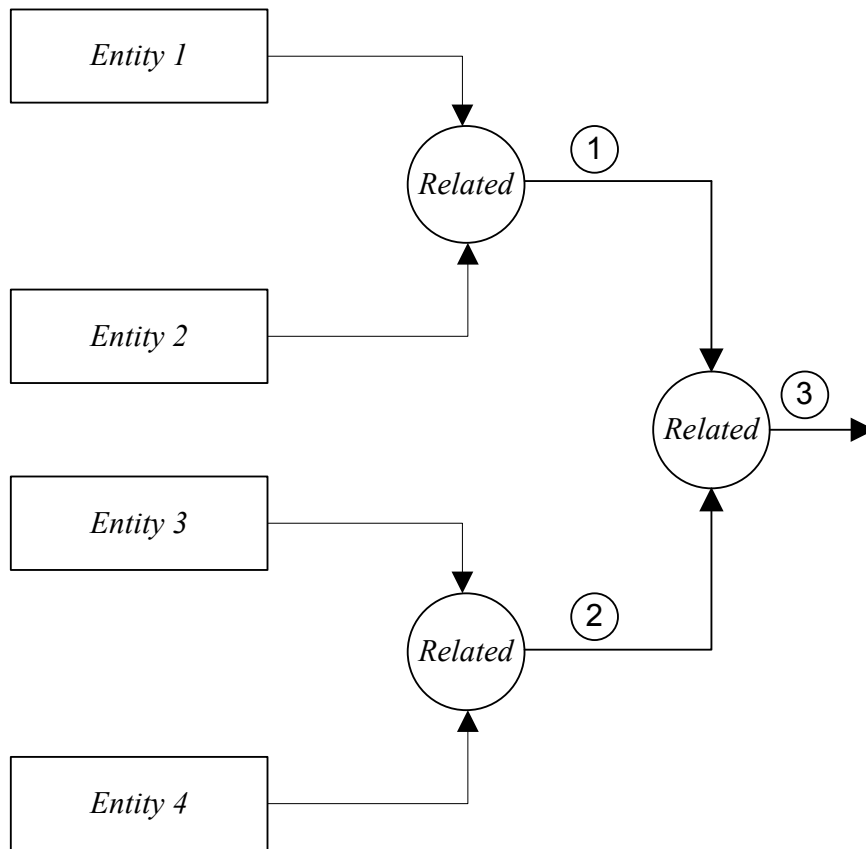 Entity 1
Related
1
Entity 2
Related
3
Entity 3
Related
2
Entity 4